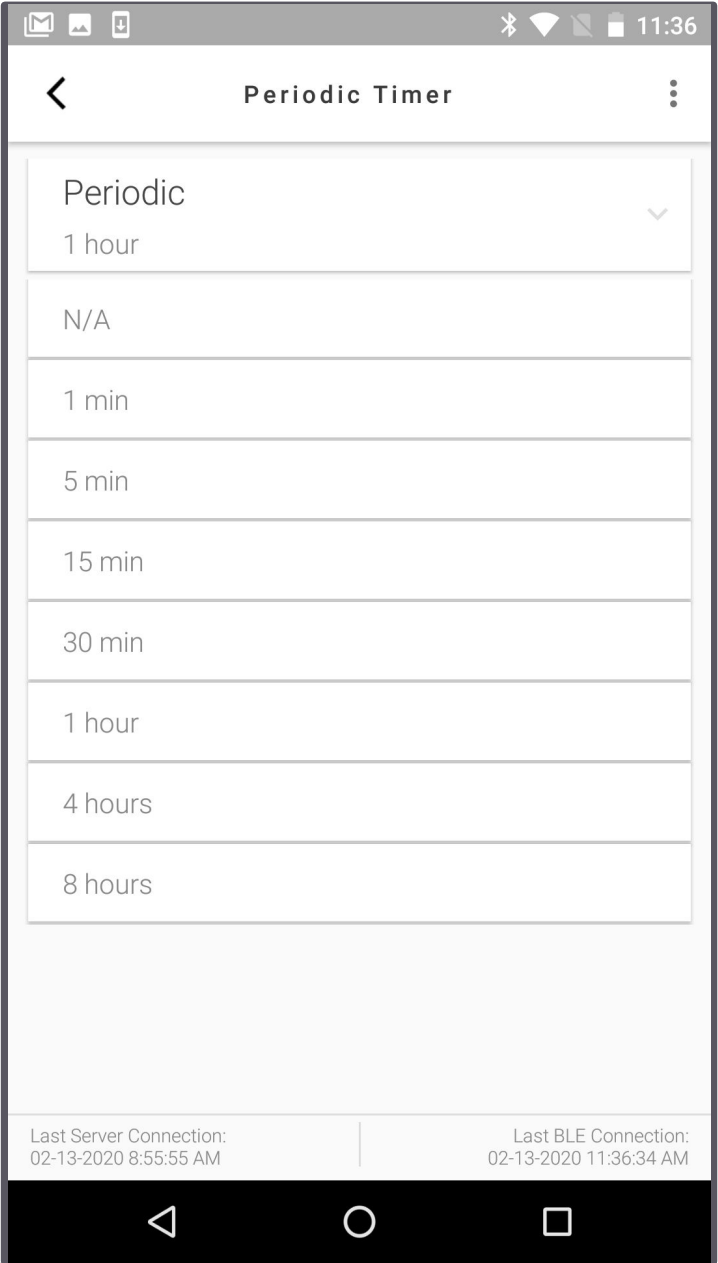 11:36
Periodic Timer
Periodic
1 hour
N/A
1 min
5 min
15 min
30 min
1 hour
4 hours
8 hours
Last Server Connection:
02-13-2020 8:55:55 AM
Last BLE Connection:
02-13-2020 11:36:34 AM